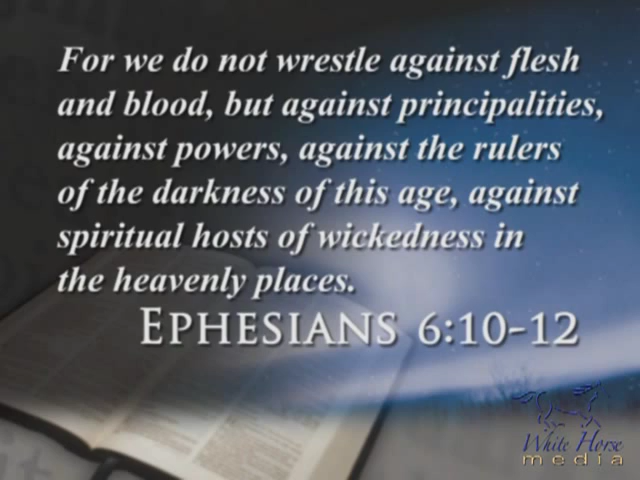 For we do not wrestle against flesh
and blood, but against principalities,
against powers, against the rulers
of the darkness of this age, against
spiritual hosts of wickedness in
the heavenly places.
EPHESIANS 6:10-12
White Horse
media